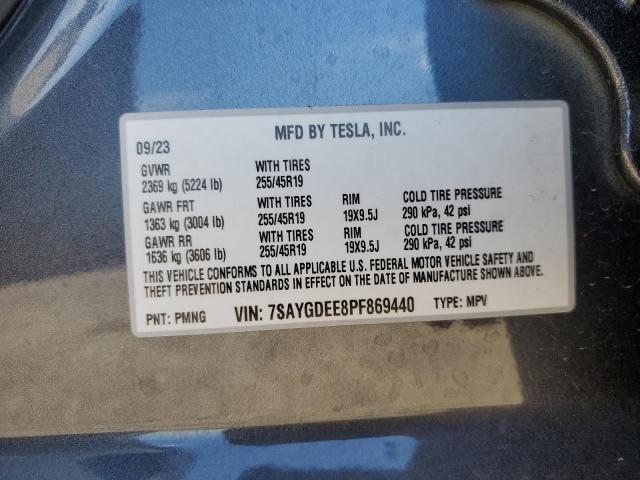 MFD BY TESLA, INC.
09/23
GVWR WITH TIRES
2369 kg (5224 lb) 255/45R19
GAWR FRT WITH TIRES RIM COLD TIRE PRESSURE
1363 kg (3004 lb) 255/45R19 19X9.5J 290 kPa, 42 psi
GAWR RR WITH TIRES RIM COLD TIRE PRESSURE
1636 kg (3606 lb) 255/45R19 19X9.5J 290 kPa, 42 psi
THIS VEHICLE CONFORMS TO ALL APPLICABLE U.S. FEDERAL MOTOR VEHICLE SAFETY AND
THEFT PREVENTION STANDARDS IN EFFECT ON THE DATE OF MANUFACTURE SHOWN ABOVE.
PNT: PMNG VIN: 7SAYGDEE8PF869440 TYPE: MPV